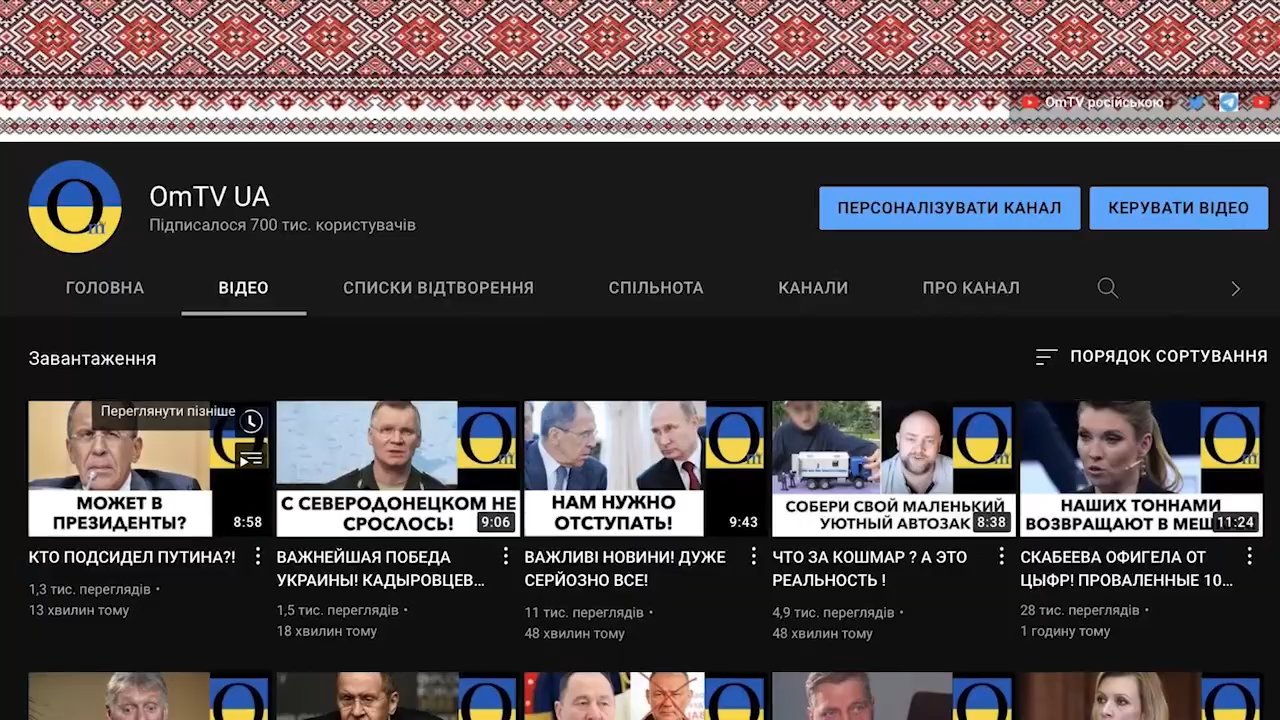 OmTV російською
OmTV UA
Підписалося 700 тис. користувачів
ПЕРСОНАЛІЗУВАТИ КАНАЛ
КЕРУВАТИ ВІДЕО
ГОЛОВНА
ВІДЕО
СПИСКИ ВІДТВОРЕННЯ
СПІЛЬНОТА
КАНАЛИ
ПРО КАНАЛ
Завантаження
ПОРЯДОК СОРТУВАННЯ
Переглянути пізніше
МОЖЕТ В
ПРЕЗИДЕНТЫ?
8:58
КТО ПОДСИДЕЛ ПУТИНА?!
1,3 тис. переглядів •
13 хвилин тому
С СЕВЕРОДОНЕЦКОМ НЕ
СРОСЛОСЬ!
9:06
ВАЖНЕЙШАЯ ПОБЕДА
УКРАИНЫ! КАДЫРОВЦЕВ...
1,5 тис. переглядів •
18 хвилин тому
НАМ НУЖНО
ОТСТУПАТЬ!
9:43
ВАЖЛИВІ НОВИНИ! ДУЖЕ
СЕРЙОЗНО ВСЕ!
11 тис. переглядів •
48 хвилин тому
СОБЕРИ СВОЙ МАЛЕНЬКИЙ
УЮТНЫЙ АВТОЗАК
8:38
ЧТО ЗА КОШМАР ? А ЭТО
РЕАЛЬНОСТЬ !
4,9 тис. переглядів •
48 хвилин тому
НАШИХ ТОННАМИ
ВОЗВРАЩАЮТ В
11:24
СКАБЕЕВА ОФИГЕЛА ОТ
ЦЫФР! ПРОВАЛЕННЫЕ 10...
28 тис. переглядів •
1 годину тому